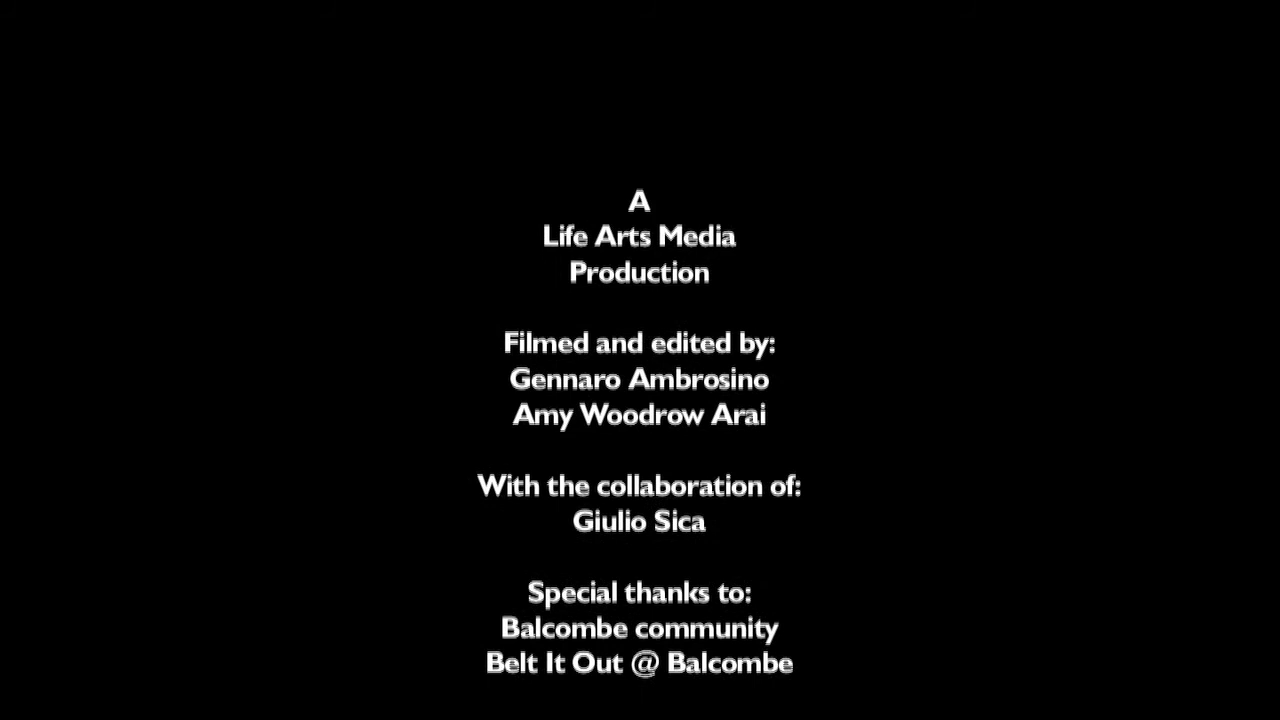 A
Life Arts Media
Production
Filmed and edited by:
Gennaro Ambrosino
Amy Woodrow Arai
With the collaboration of:
Giulio Sica
Special thanks to:
Balcombe community
Belt It Out @ Balcombe